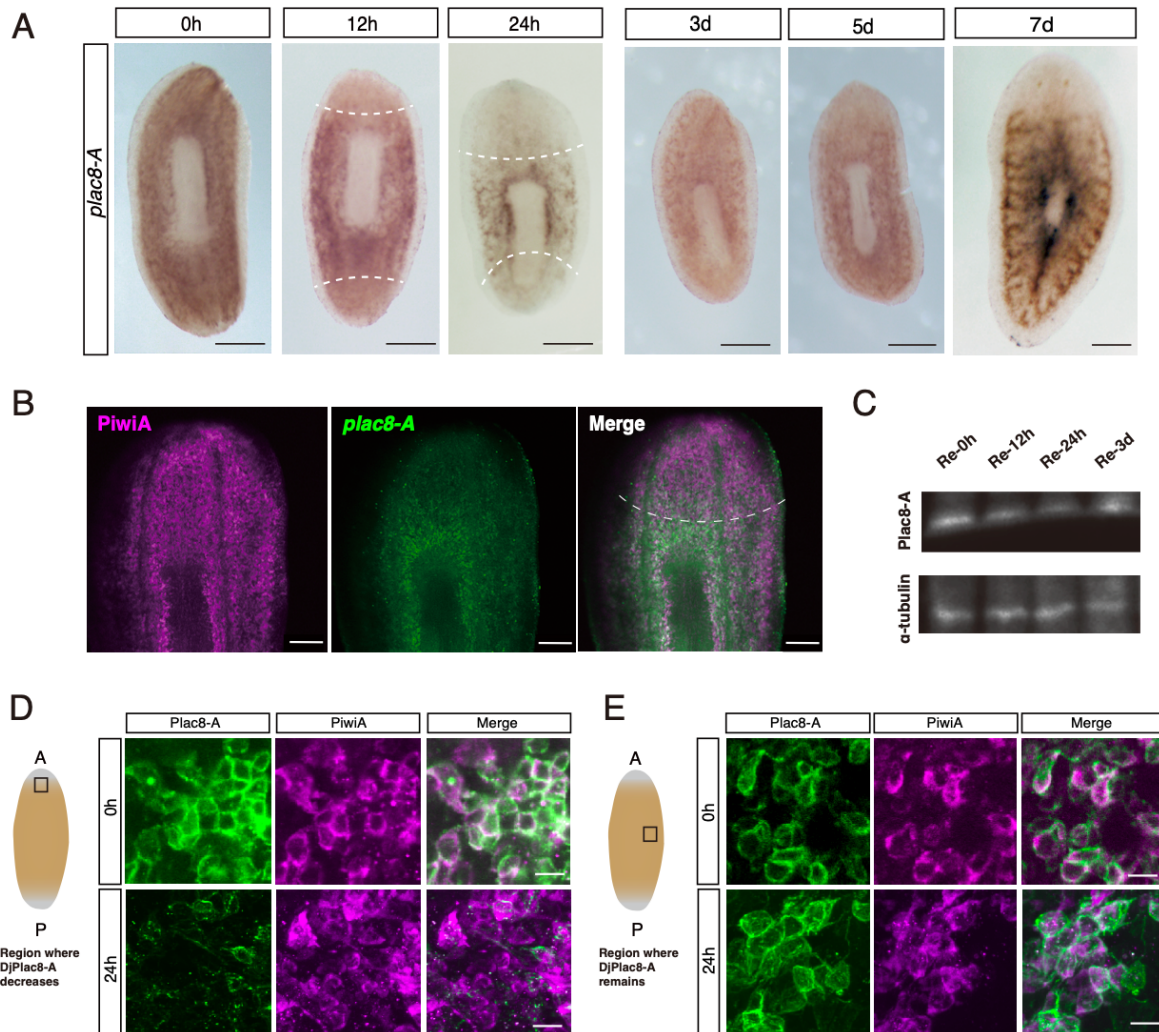 A
0h
12h
24h
3d
5d
7d
plac8-A
B
PiwiA
plac8-A
Merge
C
Re-0h
Re-12h
Re-24h
Re-3d
Plac8-A
α-tubulin
D
Plac8-A
PiwiA
Merge
A
P
Region where
DjPlac8-A
decreases
0h
24h
E
Plac8-A
PiwiA
Merge
A
P
Region where
DjPlac8-A
remains
0h
24h